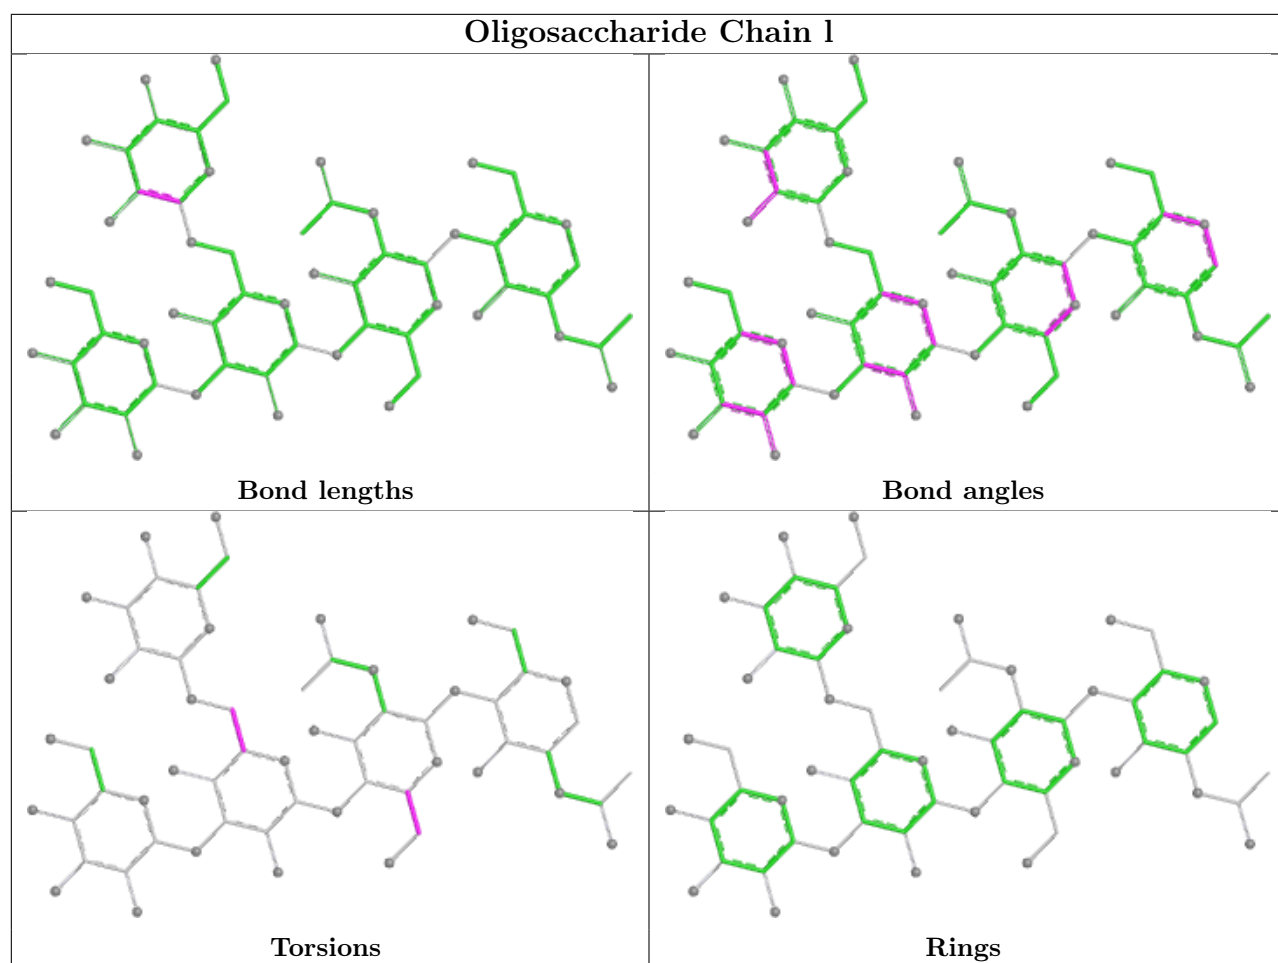 Oligosaccharide Chain l
Bond lengths
Bond angles
Torsions
Rings